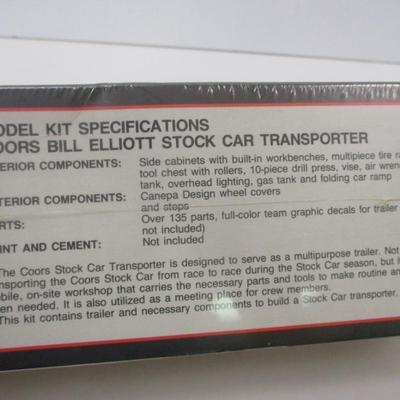 ODEL KIT SPECIFICATIONS
OORS BILL ELLIOTT STOCK CAR TRANSPORTER
TERIOR COMPONENTS: Side cabinets with built-in workbenches, multipiece tire ra
tool chest with rollers, 10-piece drill press, vise, air wren
tank, overhead lighting, gas tank and folding car ramp
TERIOR COMPONENTS: Canepa Design wheel covers
and steps
RTS: Over 135 parts, full-color team graphic decals for trailer
not included)
INT AND CEMENT: Not included
The Coors Stock Car Transporter is designed to serve as a multipurpose trailer. Not
nsporting the Coors Stock Car from race to race during the Stock Car season, but i
bile, on-site workshop that carries the necessary parts and tools to make routine an
en needed. It is also utilized as a meeting place for crew members.
This kit contains trailer and necessary components to build a Stock Car transporter.